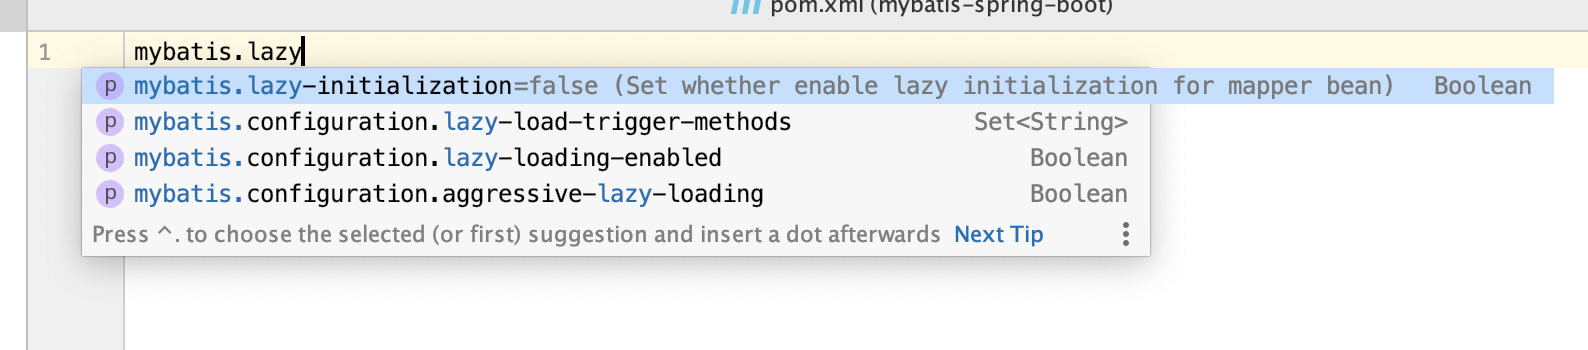 pom.xml (mybatis-spring-boot)
1 mybatis.lazy
p mybatis.lazy-initialization=false (Set whether enable lazy initialization for mapper bean) Boolean
p mybatis.configuration.lazy-load-trigger-methods Set<String>
p mybatis.configuration.lazy-loading-enabled Boolean
p mybatis.configuration.aggressive-lazy-loading Boolean
Press ^. to choose the selected (or first) suggestion and insert a dot afterwards Next Tip